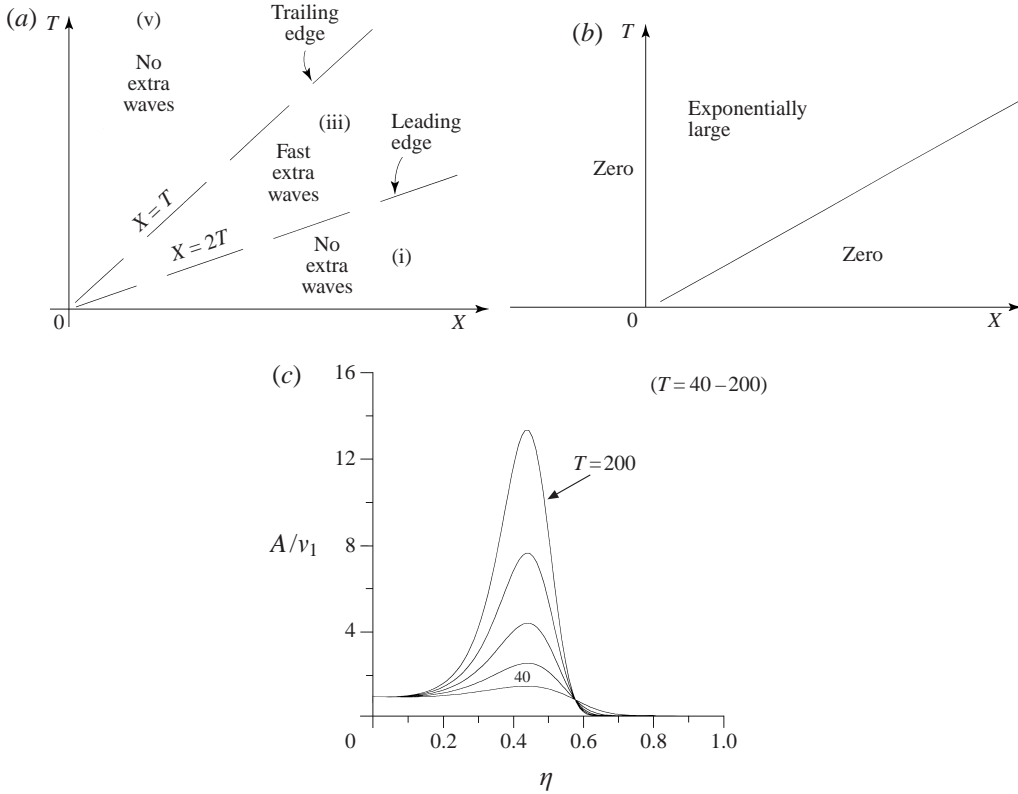 (a)
T
(v)
No
extra
waves
Trailing
edge
(iii)
Leading
edge
Fast
extra
waves
X = T
X = 2T
No
extra
waves
(i)
0
X
(b)
T
Exponentially
large
Zero
Zero
0
X
(c)
16
(T = 40 – 200)
12
T = 200
A/v1
8
4
40
0
0.2
0.4
0.6
0.8
1.0
η